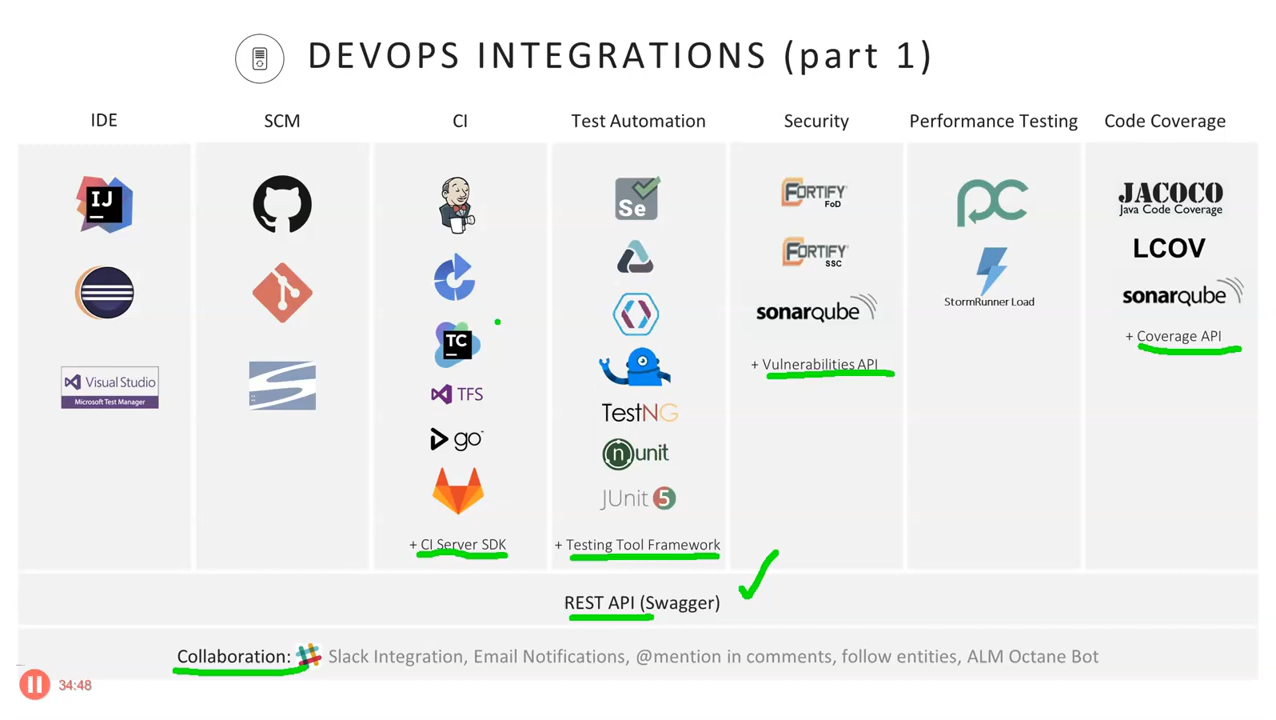 DEVOPS INTEGRATIONS (part 1)
IDE
SCM
CI
Test Automation
Security
Performance Testing
Code Coverage
IJ
Visual Studio
Microsoft Test Manager
TC
TFS
go
+ CI Server SDK
Se
TestNG
nunit
JUnit 5
+ Testing Tool Framework
FORTIFY
FoD
FORTIFY
SSC
sonarqube
+ Vulnerabilities API
pc
StormRunner Load
JACOCO
Java Code Coverage
LCOV
sonarqube
+ Coverage API
REST API (Swagger)
Collaboration: Slack Integration, Email Notifications, @mention in comments, follow entities, ALM Octane Bot
34:48